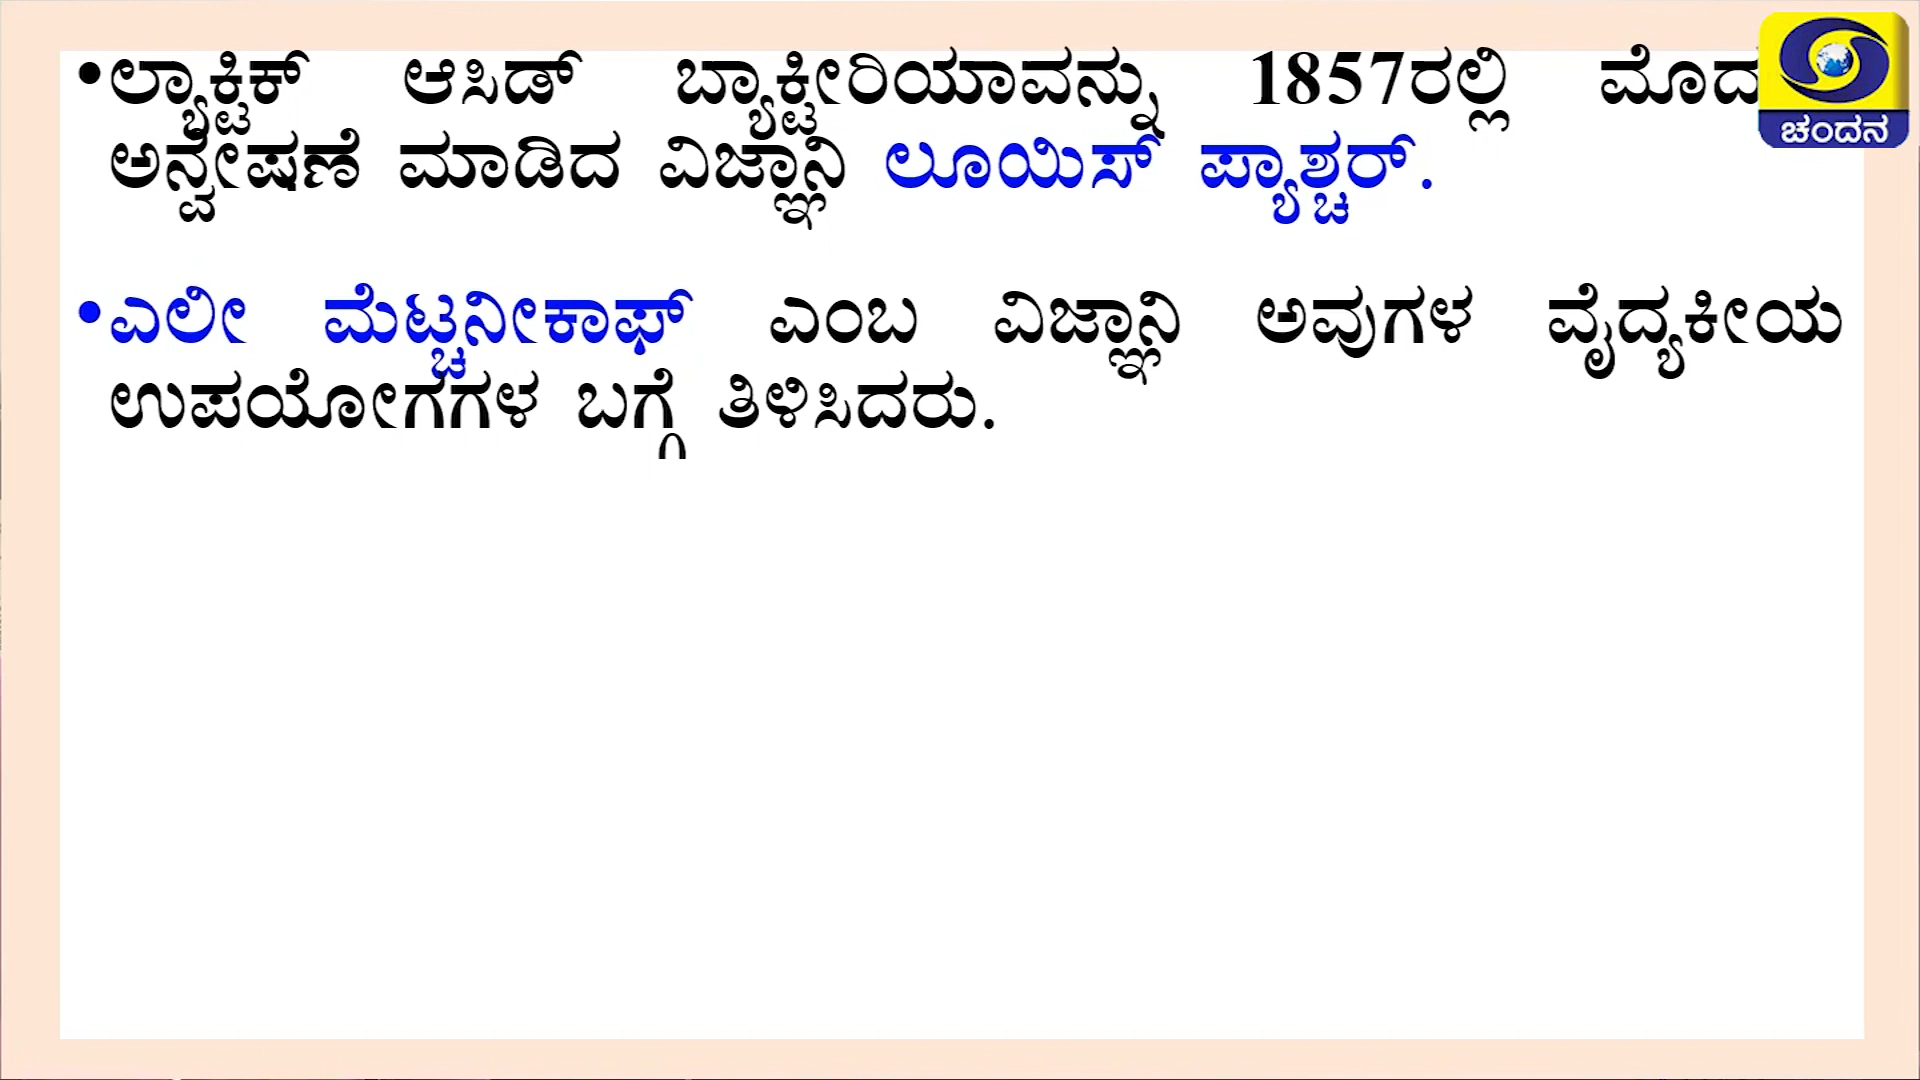 •ಲ್ಯಾಕ್ಟಿಕ್ ಆಸಿಡ್ ಬ್ಯಾಕ್ಟೀರಿಯಾವನ್ನು 1857ರಲ್ಲಿ
ಚಂದನ
ಅನ್ವೇಷಣೆ ಮಾಡಿದ ವಿಜ್ಞಾನಿ ಲೂಯಿಸ್ ಪ್ಯಾಶ್ಚರ್.
•ಎಲೀ ಮೆಟ್ಚನೀಕಾಫ್ ಎಂಬ ವಿಜ್ಞಾನಿ ಅವುಗಳ ವೈದ್ಯಕೀಯ
ಉಪಯೋಗಗಳ ಬಗ್ಗೆ ತಿಳಿಸಿದರು.